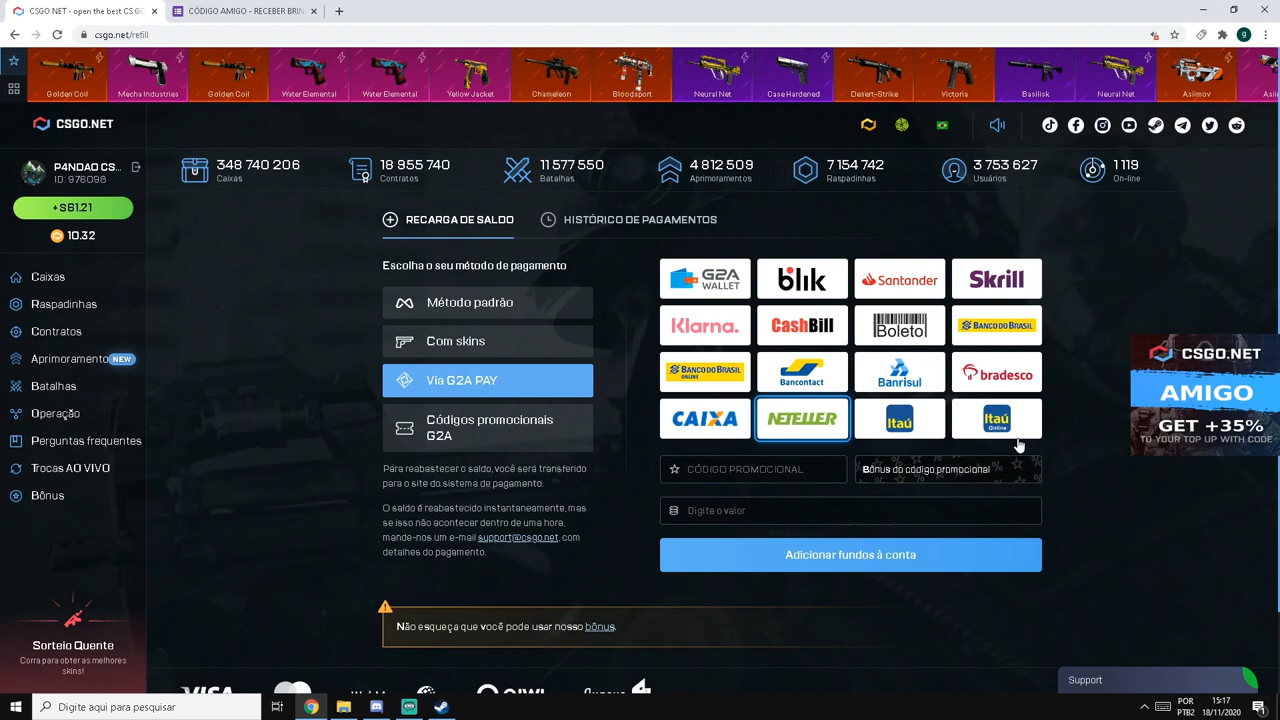 CSGO NET - open the best CS GO
CÓDIGO AMIGO - RECEBER BRIN
csgo.net/refill
g
Golden Coil
Mecha Industries
Golden Coil
Water Elemental
Water Elemental
Yellow Jacket
Chameleon
Bloodsport
Neural Net
Case Hardened
Desert-Strike
Victoria
Basilisk
Neural Net
Asiimov
Asii
CSGO.NET
P4NDAO CS...
ID: 976098
+$61.21
10.32
348 740 206
Caixas
18 955 740
Contratos
11 577 550
Batalhas
4 812 509
Aprimoramentos
7 154 742
Raspadinhas
3 753 627
Usuários
1 119
On-line
Caixas
Raspadinhas
Contratos
Aprimoramento NEW
Batalhas
Operação
Perguntas frequentes
Trocas AO VIVO
Bônus
Sorteio Quente
Corra para obter as melhores
skins!
RECARGA DE SALDO
HISTÓRICO DE PAGAMENTOS
Escolha o seu método de pagamento
Método padrão
Com skins
Via G2A PAY
Códigos promocionais
G2A
Para reabastecer o saldo, você será transferido
para o site do sistema de pagamento.
O saldo é reabastecido instantaneamente, mas
se isso não acontecer dentro de uma hora,
mande-nos um e-mail support@csgo.net, com
detalhes do pagamento.
G2A
WALLET
blik
Santander
Skrill
Klarna.
CashBill
Boleto
BANCO DO BRASIL
BANCO DO BRASIL
ONLINE
Bancontact
Banrisul
bradesco
CAIXA
NETELLER
Itaú
Itaú
Online
CÓDIGO PROMOCIONAL
Bônus do código promocional
Digite o valor
Adicionar fundos à conta
Não esqueça que você pode usar nosso bônus.
CSGO.NET
AMIGO
GET +35%
TO YOUR TOP UP WITH CODE
VISA
Support
Digite aqui para pesquisar
POR
PTB2
15:17
18/11/2020
1